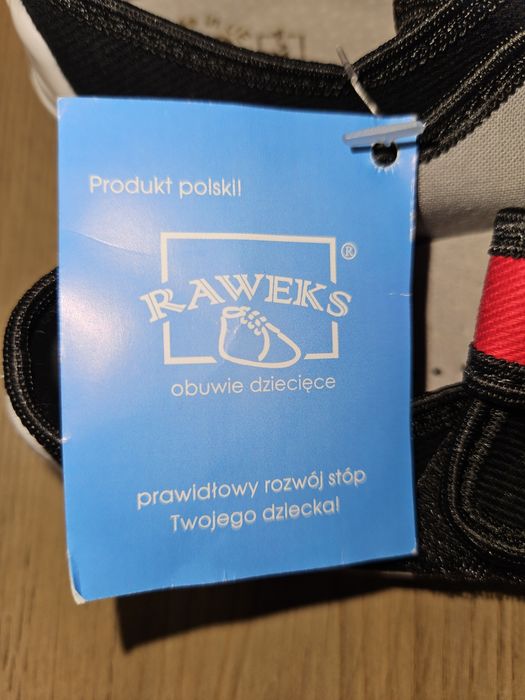 Produkt polski!
RAWEKS®
obuwie dziecięce
prawidłowy rozwój stóp
Twojego dziecka!